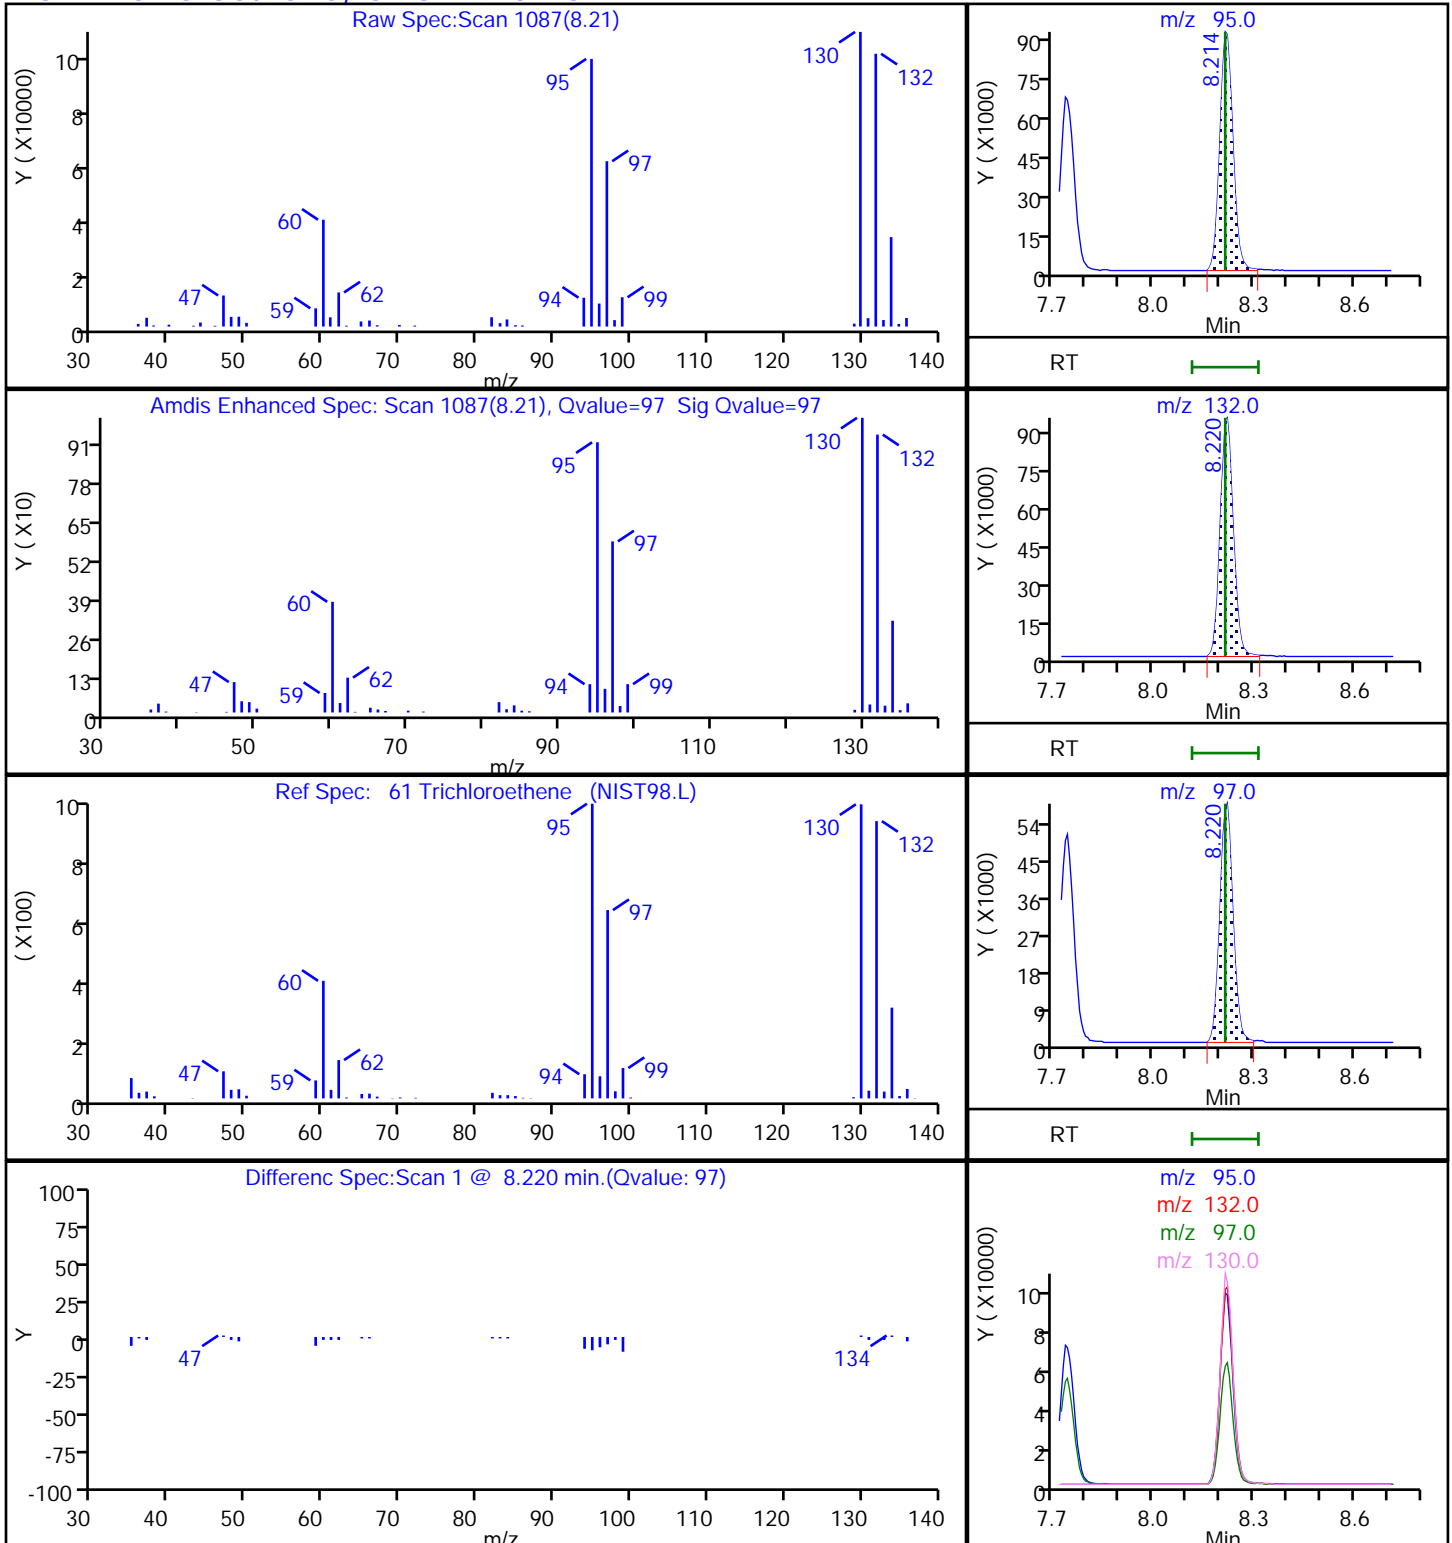 Raw Spec:Scan 1087(8.21)
Y ( X10000)
10
8
6
4
2
0
30 40 50 60 70 80 90 100 110 120 130 140
m/z
47 59 60 62 94 95 97 99 130 132
m/z 95.0
Y ( X1000)
90
75
60
45
30
15
0
8.214
7.7 8.0 8.3 8.6
Min
RT
Amdis Enhanced Spec: Scan 1087(8.21), Qvalue=97 Sig Qvalue=97
Y ( X10)
91
78
65
52
39
26
13
0
30 50 70 90 110 130
m/z
47 59 60 62 94 95 97 99 130 132
m/z 132.0
Y ( X1000)
90
75
60
45
30
15
0
8.220
7.7 8.0 8.3 8.6
Min
RT
Ref Spec: 61 Trichloroethene (NIST98.L)
( X100)
10
8
6
4
2
0
30 40 50 60 70 80 90 100 110 120 130 140
47 59 60 62 94 95 97 99 130 132
m/z 97.0
Y ( X1000)
54
45
36
27
18
9
0
8.220
7.7 8.0 8.3 8.6
Min
RT
Differenc Spec:Scan 1 @ 8.220 min.(Qvalue: 97)
Y
100
75
50
25
0
-25
-50
-75
-100
30 40 50 60 70 80 90 100 110 120 130 140
m/z
47 134
m/z 95.0
m/z 132.0
m/z 97.0
m/z 130.0
Y ( X10000)
10
8
6
4
2
0
7.7 8.0 8.3 8.6
Min